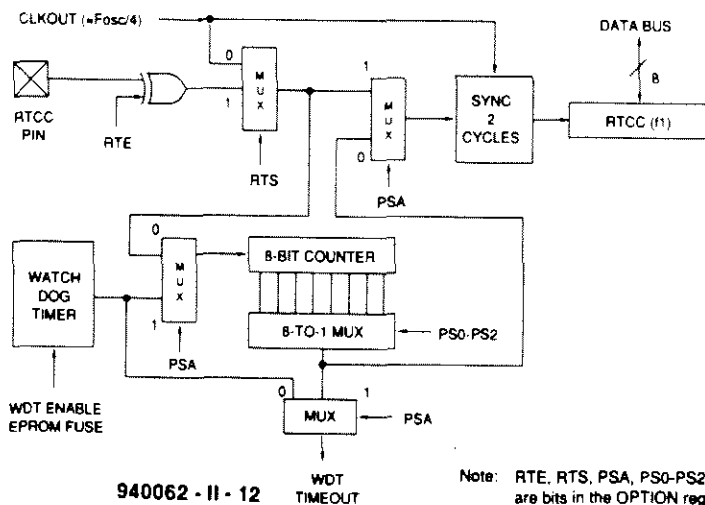 CLKOUT (=Fosc/4)
DATA BUS
0
8
RTCC
PIN
RTE
1
MUX
RTS
1
0
MUX
PSA
SYNC
2
CYCLES
RTCC (f1)
WATCH
DOG
TIMER
0
1
MUX
PSA
8-BIT COUNTER
8-TO-1 MUX
PS0-PS2
WDT ENABLE
EPROM FUSE
0
1
MUX
PSA
WDT
TIMEOUT
940062 - II - 12
Note: RTE, RTS, PSA, PS0-PS2
are bits in the OPTION reg